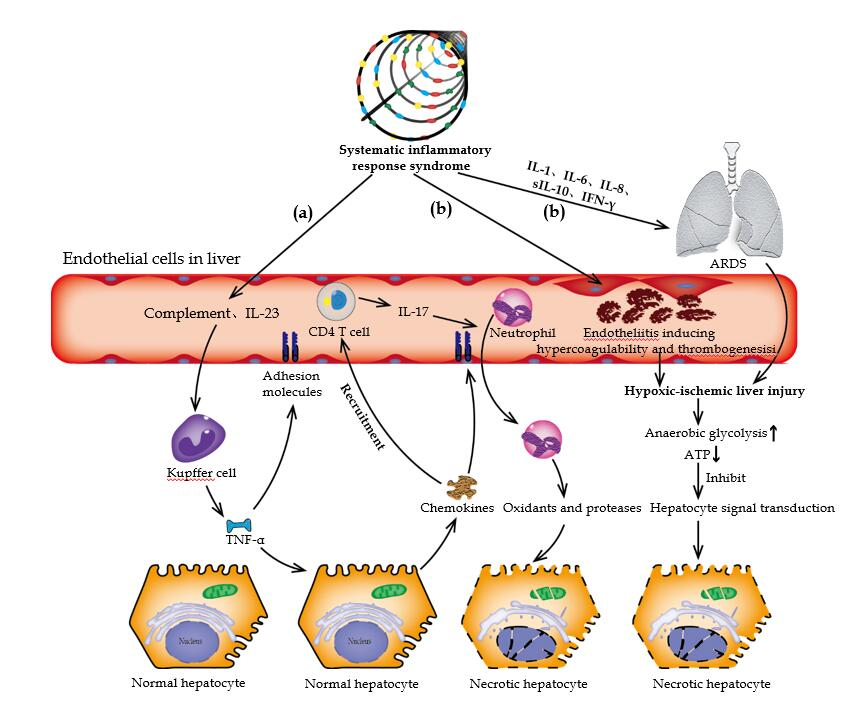 Systematic inflammatory
response syndrome
IL-1、IL-6、IL-8、
sIL-10、IFN-γ
(a)
(b)
(b)
ARDS
Endothelial cells in liver
Complement、IL-23
CD4 T cell
IL-17
Neutrophil
Endotheliitis inducing
hypercoagulability and thrombogenesisi
Adhesion
molecules
Recruitment
Hypoxic-ischemic liver injury
Anaerobic glycolysis↑
ATP↓
Inhibit
Kupffer cell
Chemokines
Oxidants and proteases
Hepatocyte signal transduction
TNF-α
Nucleus
Nucleus
Normal hepatocyte
Normal hepatocyte
Necrotic hepatocyte
Necrotic hepatocyte